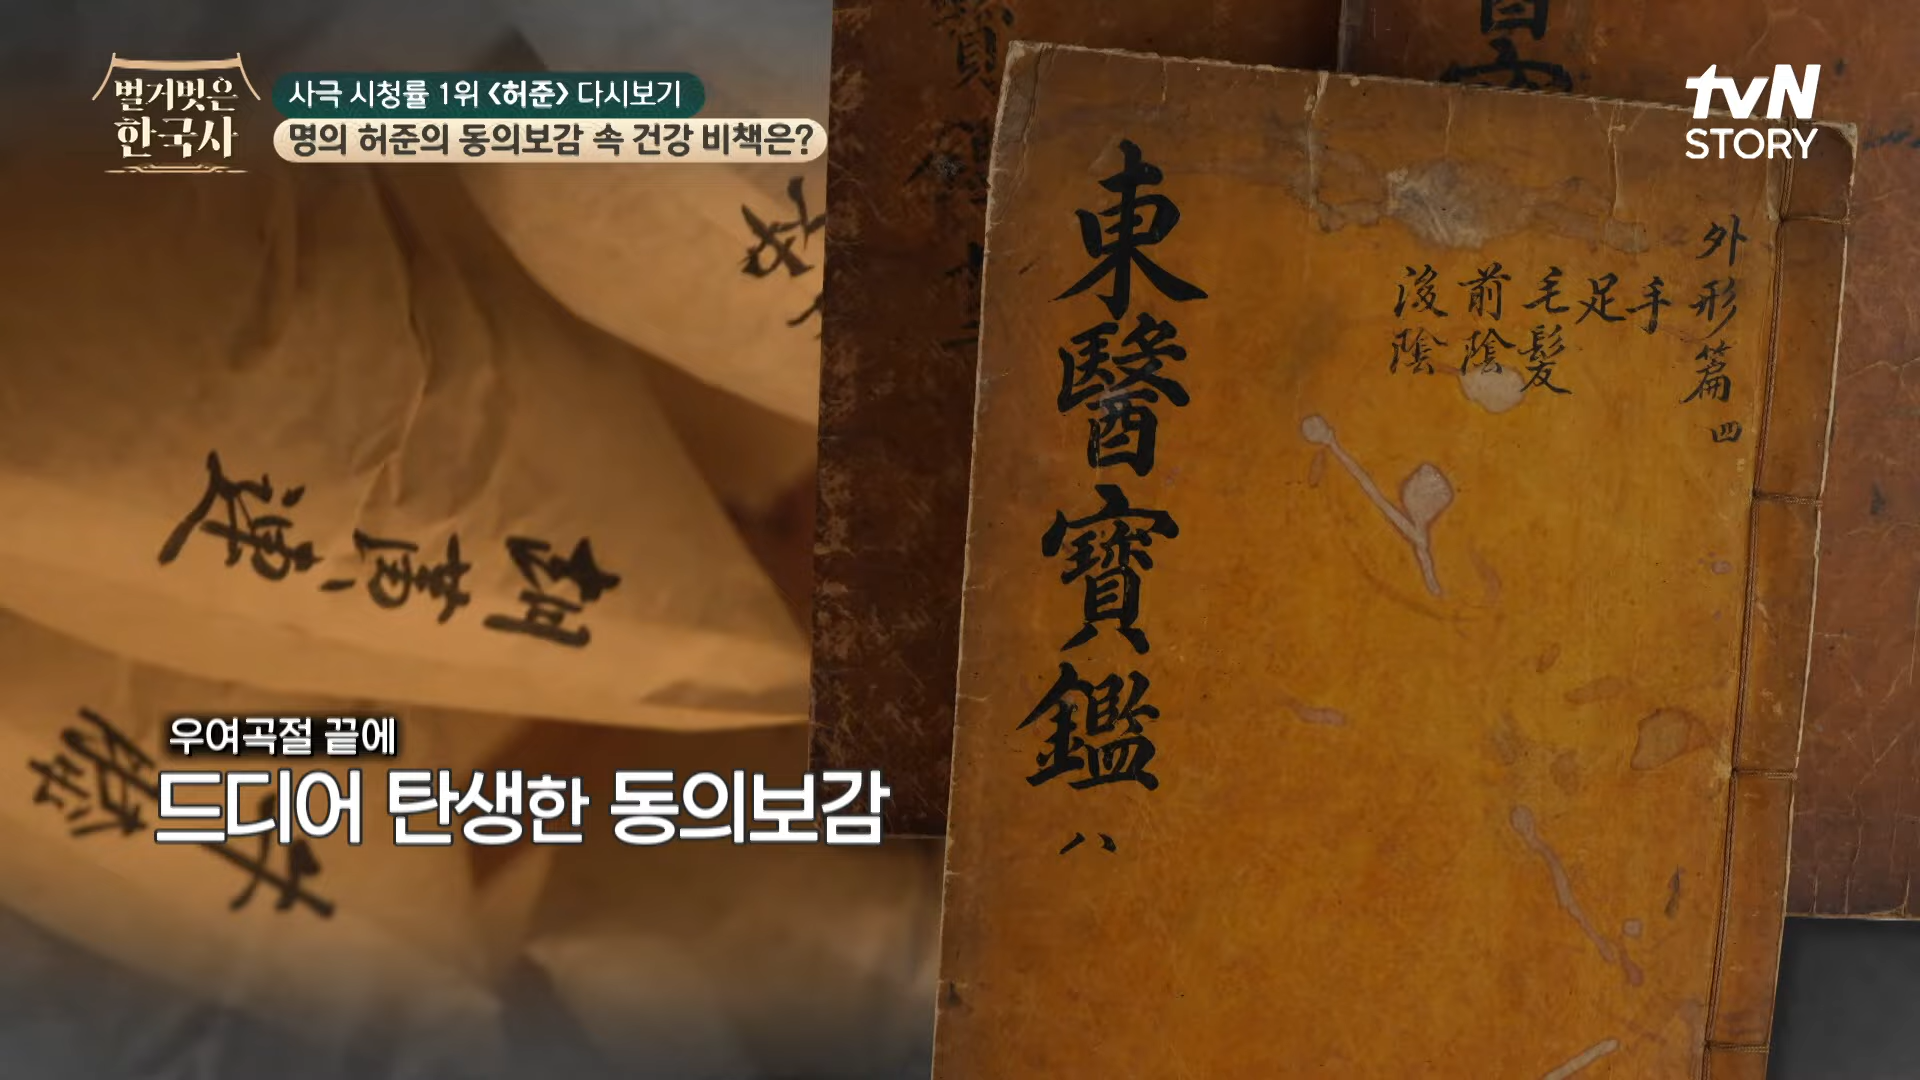 벌거벗은
한국사
사극 시청률 1위 <허준> 다시보기
명의 허준의 동의보감 속 건강 비책은?
tvN
STORY
外形篇 四
手
足
毛髮
前陰
後陰
東醫寶鑑 八
우여곡절 끝에
드디어 탄생한 동의보감